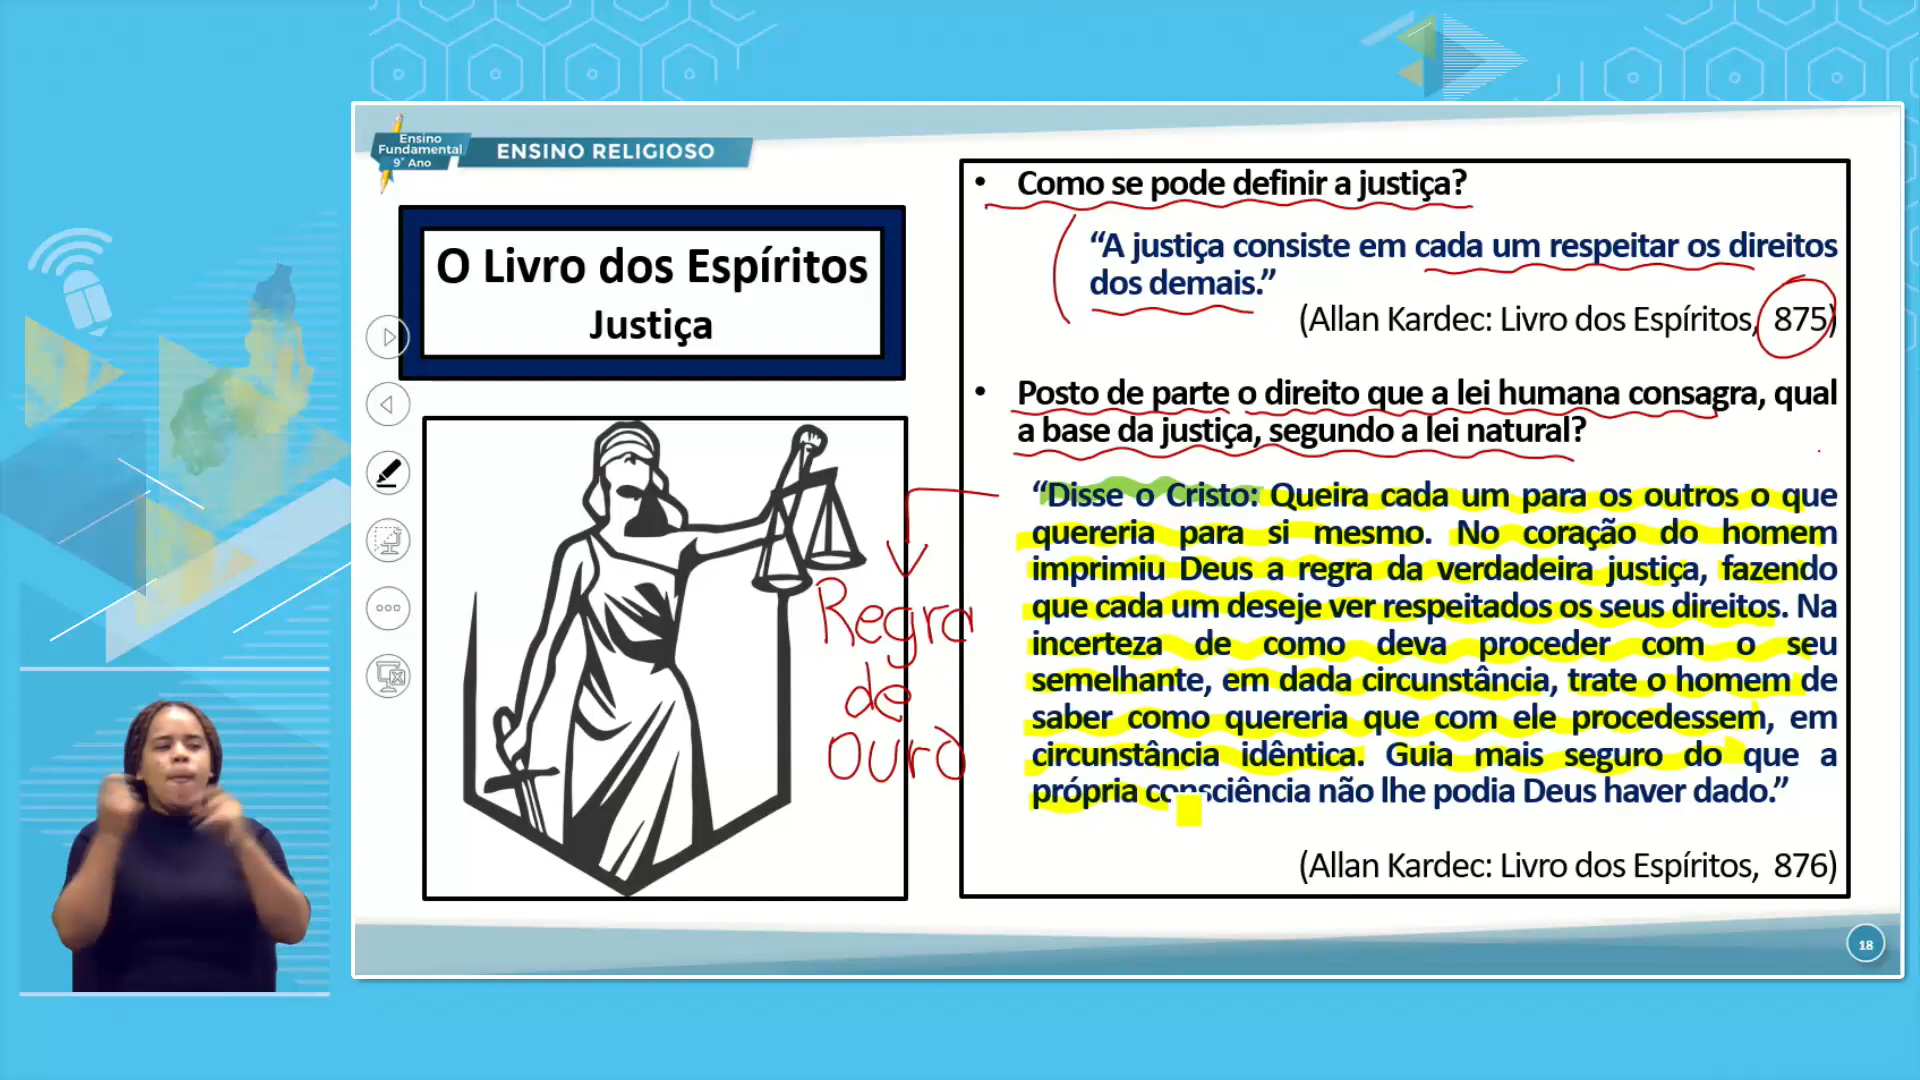 Ensino
Fundamental
9° Ano
ENSINO RELIGIOSO
O Livro dos Espíritos
Justiça
Regra
de
ouro
• Como se pode definir a justiça?
“A justiça consiste em cada um respeitar os direitos
dos demais.”
(Allan Kardec: Livro dos Espíritos, 875)
• Posto de parte o direito que a lei humana consagra, qual
a base da justiça, segundo a lei natural?
“Disse o Cristo: Queira cada um para os outros o que
quereria para si mesmo. No coração do homem
imprimiu Deus a regra da verdadeira justiça, fazendo
que cada um deseje ver respeitados os seus direitos. Na
incerteza de como deva proceder com o seu
semelhante, em dada circunstância, trate o homem de
saber como quereria que com ele procedessem, em
circunstância idêntica. Guia mais seguro do que a
própria consciência não lhe podia Deus haver dado.”
(Allan Kardec: Livro dos Espíritos, 876)
18